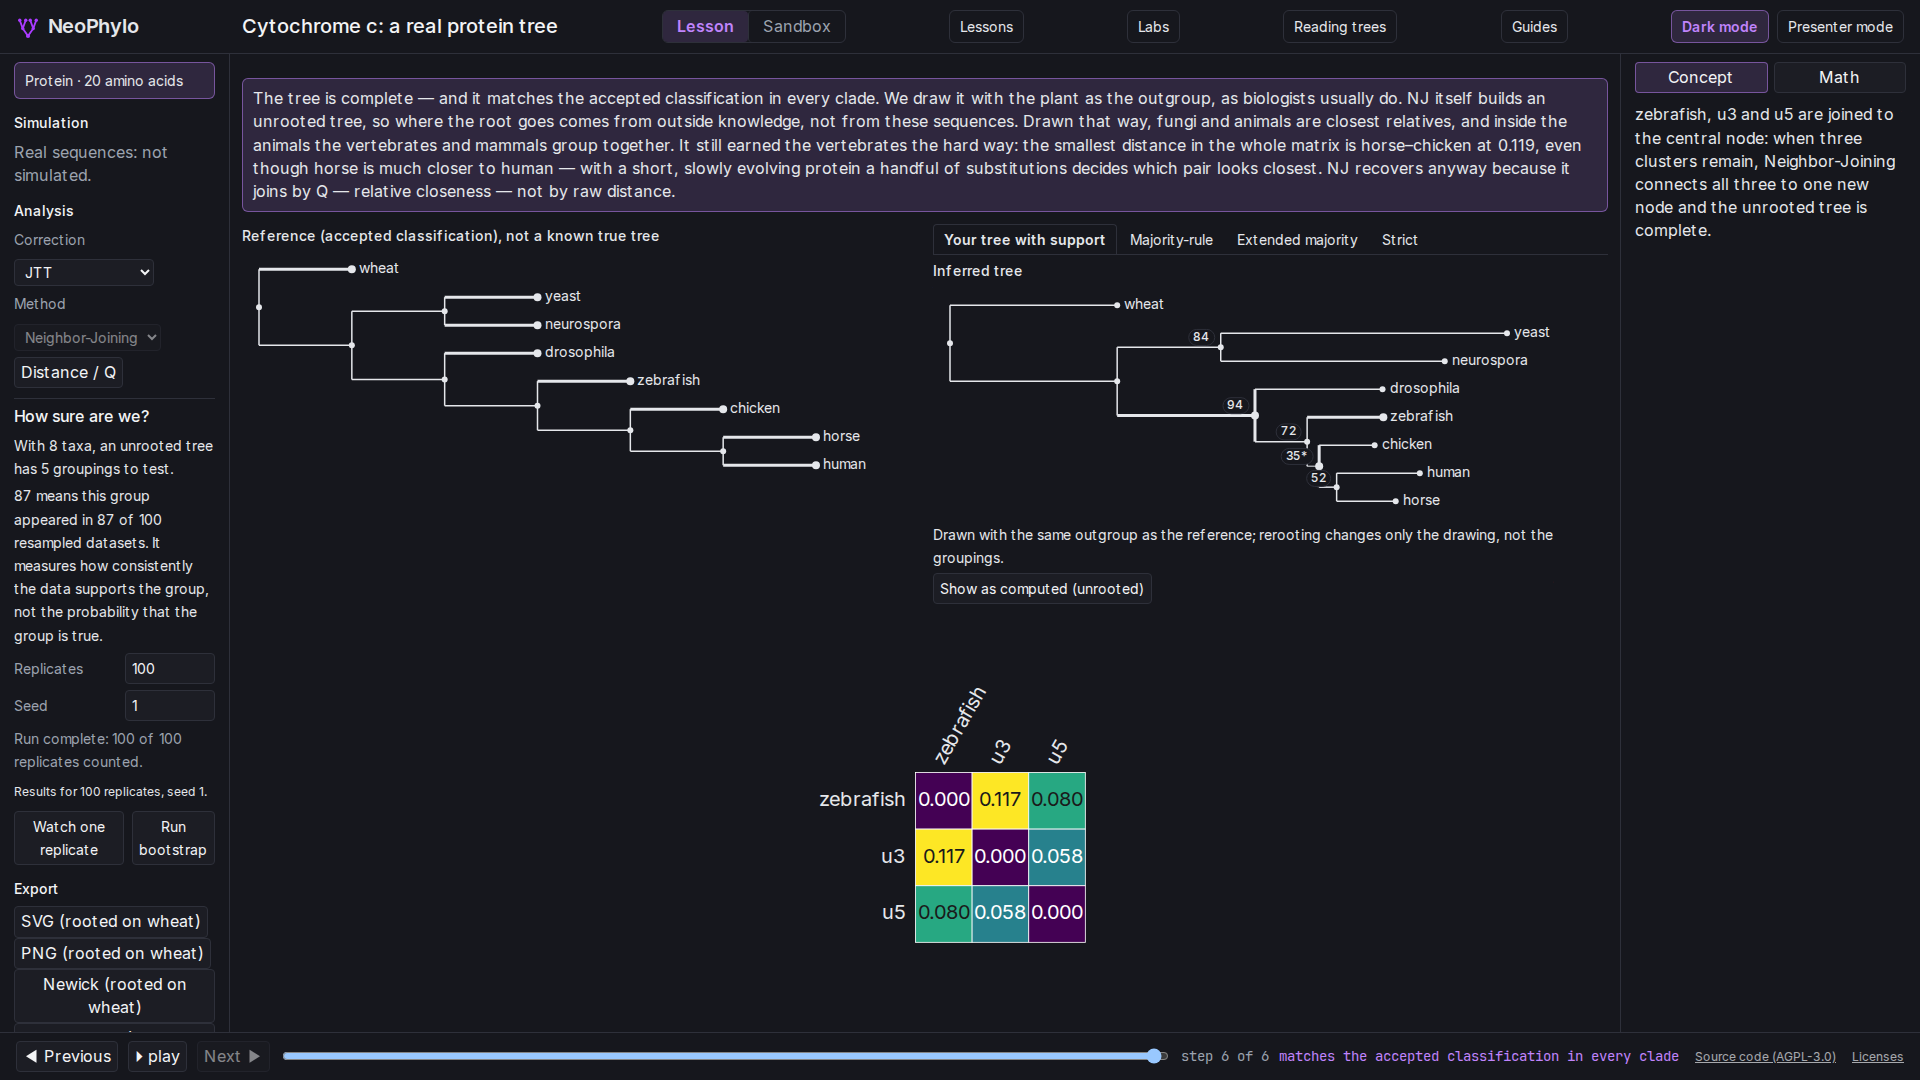 NeoPhylo
Cytochrome c: a real protein tree
Lesson
Sandbox
Lessons
Labs
Reading trees
Guides
Dark mode
Presenter mode
Protein · 20 amino acids
Simulation
Real sequences: not
simulated.
Analysis
Correction
JTT
Method
Neighbor-Joining
Distance / Q
How sure are we?
With 8 taxa, an unrooted tree
has 5 groupings to test.
87 means this group
appeared in 87 of 100
resampled datasets. It
measures how consistently
the data supports the group,
not the probability that the
group is true.
Replicates
100
Seed
1
Run complete: 100 of 100
replicates counted.
Results for 100 replicates, seed 1.
Watch one
replicate
Run
bootstrap
Export
SVG (rooted on wheat)
PNG (rooted on wheat)
Newick (rooted on
wheat)
The tree is complete — and it matches the accepted classification in every clade. We draw it with the plant as the outgroup, as biologists usually do. NJ itself builds an
unrooted tree, so where the root goes comes from outside knowledge, not from these sequences. Drawn that way, fungi and animals are closest relatives, and inside the
animals the vertebrates and mammals group together. It still earned the vertebrates the hard way: the smallest distance in the whole matrix is horse–chicken at 0.119, even
though horse is much closer to human — with a short, slowly evolving protein a handful of substitutions decides which pair looks closest. NJ recovers anyway because it
joins by Q — relative closeness — not by raw distance.
Reference (accepted classification), not a known true tree
wheat
yeast
neurospora
drosophila
zebrafish
chicken
horse
human
Your tree with support
Majority-rule
Extended majority
Strict
Inferred tree
wheat
84
yeast
neurospora
drosophila
94
zebrafish
72
chicken
35*
human
52
horse
Drawn with the same outgroup as the reference; rerooting changes only the drawing, not the
groupings.
Show as computed (unrooted)
zebrafish
u3
u5
zebrafish 0.000 0.117 0.080
u3 0.117 0.000 0.058
u5 0.080 0.058 0.000
Concept
Math
zebrafish, u3 and u5 are joined to
the central node: when three
clusters remain, Neighbor-Joining
connects all three to one new
node and the unrooted tree is
complete.
◀ Previous
play
Next ▶
step 6 of 6
matches the accepted classification in every clade
Source code (AGPL-3.0)
Licenses